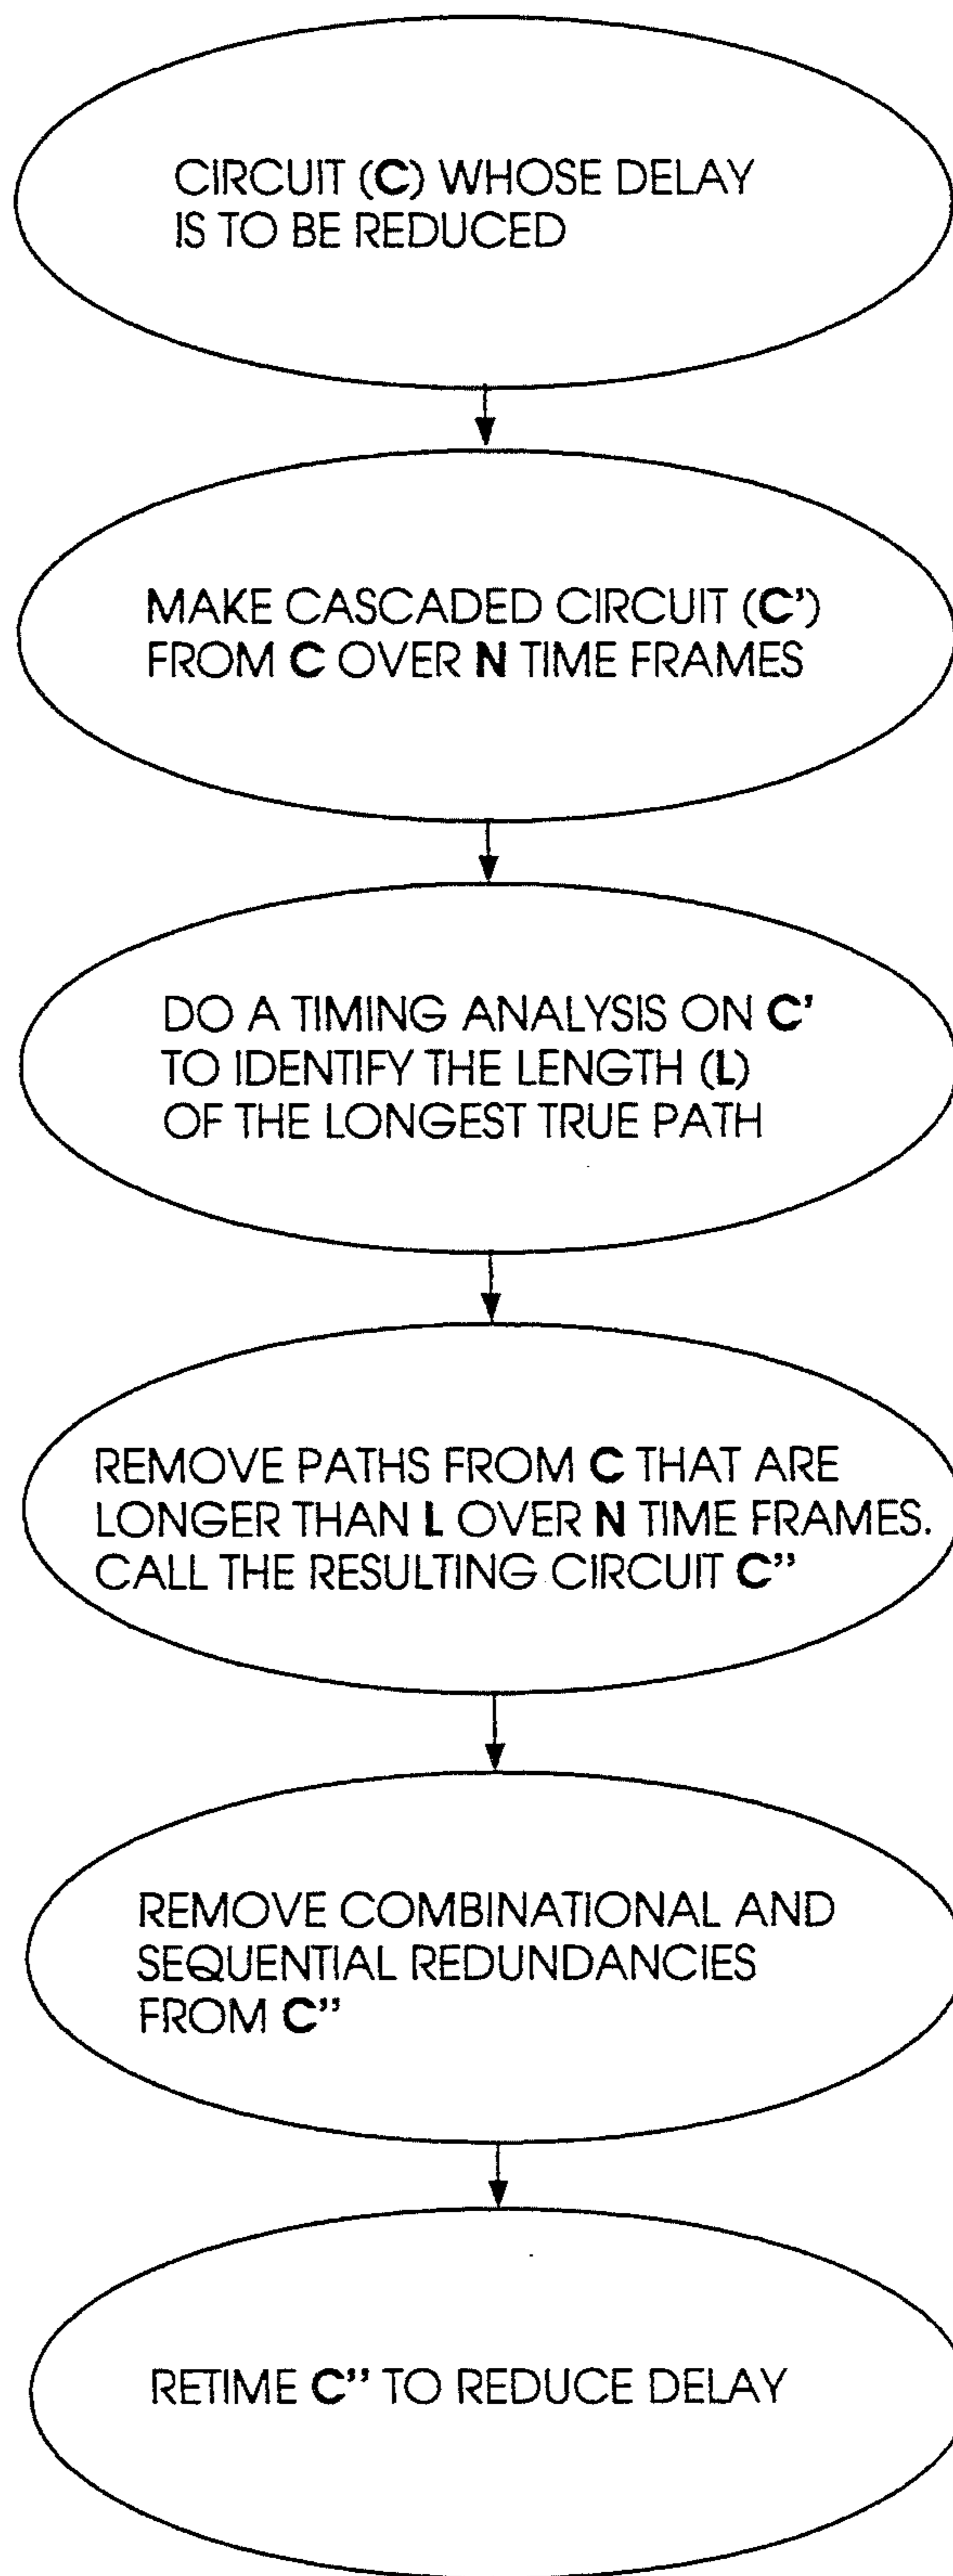 CIRCUIT (C) WHOSE DELAY
IS TO BE REDUCED
MAKE CASCADED CIRCUIT (C')
FROM C OVER N TIME FRAMES
DO A TIMING ANALYSIS ON C'
TO IDENTIFY THE LENGTH (L)
OF THE LONGEST TRUE PATH
REMOVE PATHS FROM C THAT ARE
LONGER THAN L OVER N TIME FRAMES.
CALL THE RESULTING CIRCUIT C"
REMOVE COMBINATIONAL AND
SEQUENTIAL REDUNDANCIES
FROM C"
RETIME C" TO REDUCE DELAY